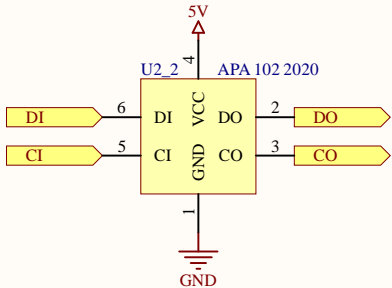 5V
4
U2_2 APA 102 2020
DI 6 DI VCC DO 2 DO
CI 5 CI GND CO 3 CO
1
GND